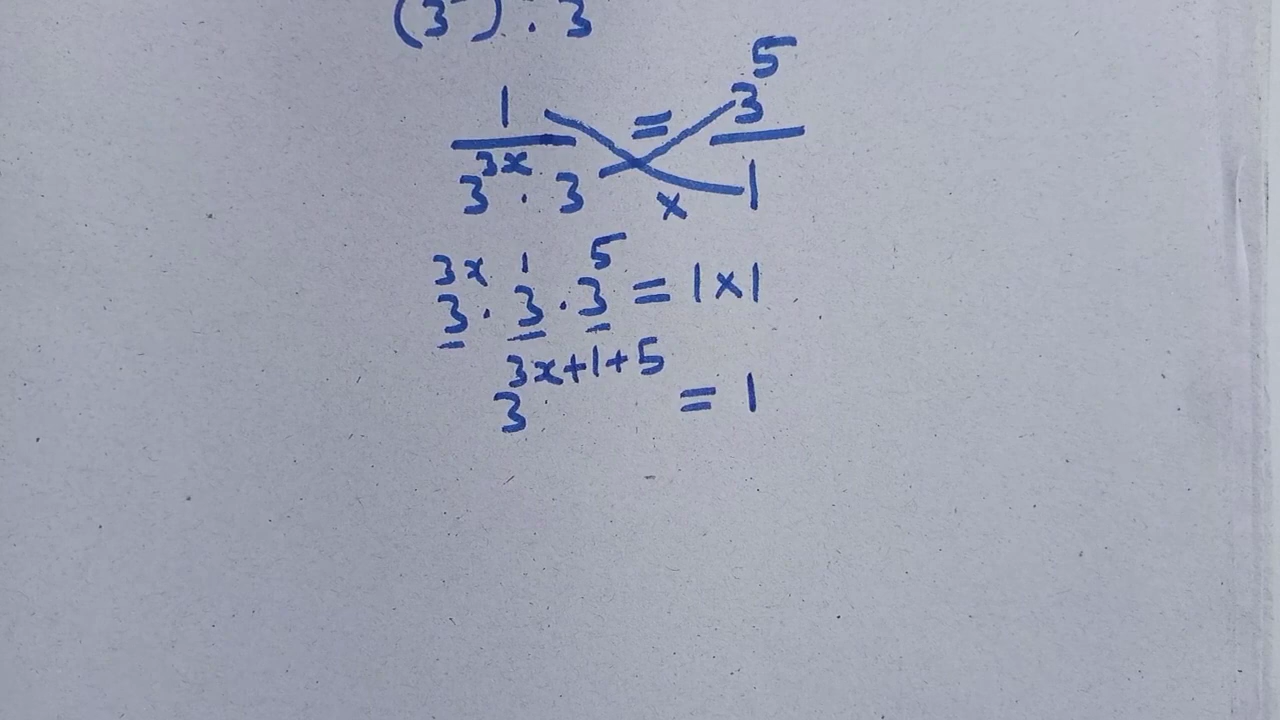 (3 ) . 3
1 / 3^3x . 3 = 3^5 / 1
x
3^3x . 3^1 . 3^5 = 1 x 1
3^3x+1+5 = 1